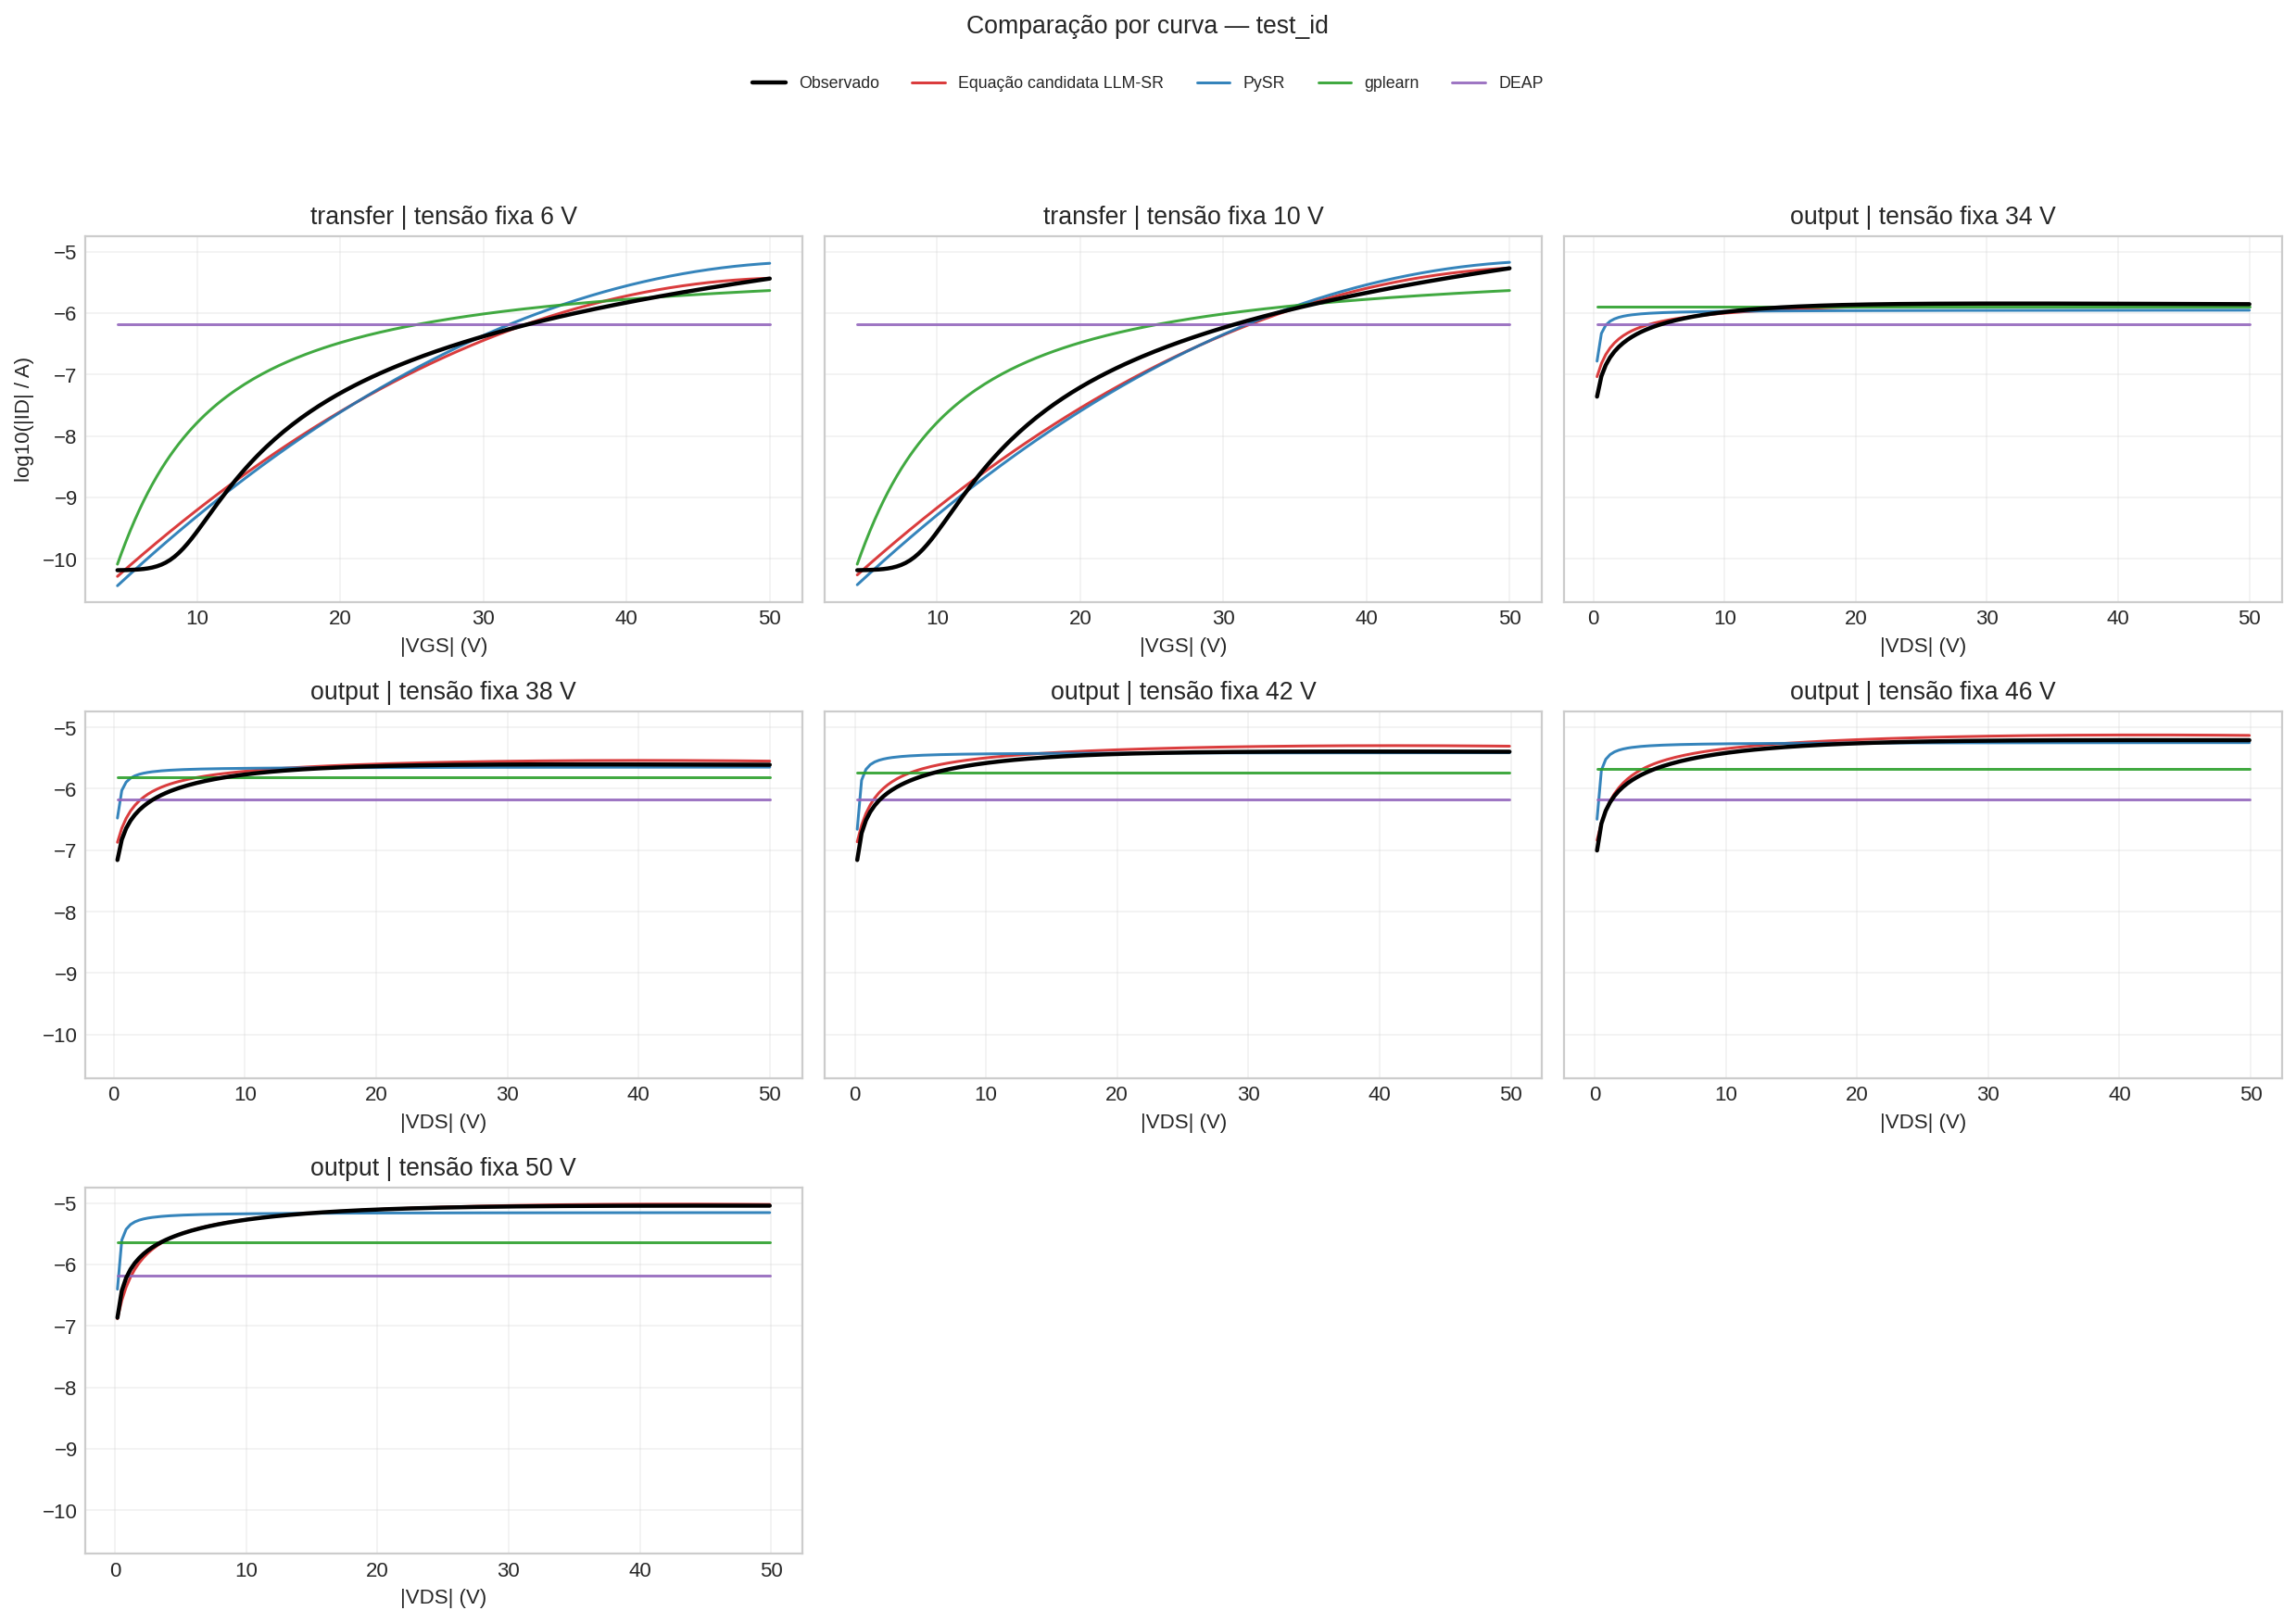 Comparação por curva — test_id
Observado Equação candidata LLM-SR PySR gplearn DEAP
transfer | tensão fixa 6 V
−5
−6
−7
−8
−9
−10
log10(|ID| / A)
10 20 30 40 50
|VGS| (V)
transfer | tensão fixa 10 V
10 20 30 40 50
|VGS| (V)
output | tensão fixa 34 V
0 10 20 30 40 50
|VDS| (V)
output | tensão fixa 38 V
−5
−6
−7
−8
−9
−10
0 10 20 30 40 50
|VDS| (V)
output | tensão fixa 42 V
0 10 20 30 40 50
|VDS| (V)
output | tensão fixa 46 V
0 10 20 30 40 50
|VDS| (V)
output | tensão fixa 50 V
−5
−6
−7
−8
−9
−10
0 10 20 30 40 50
|VDS| (V)